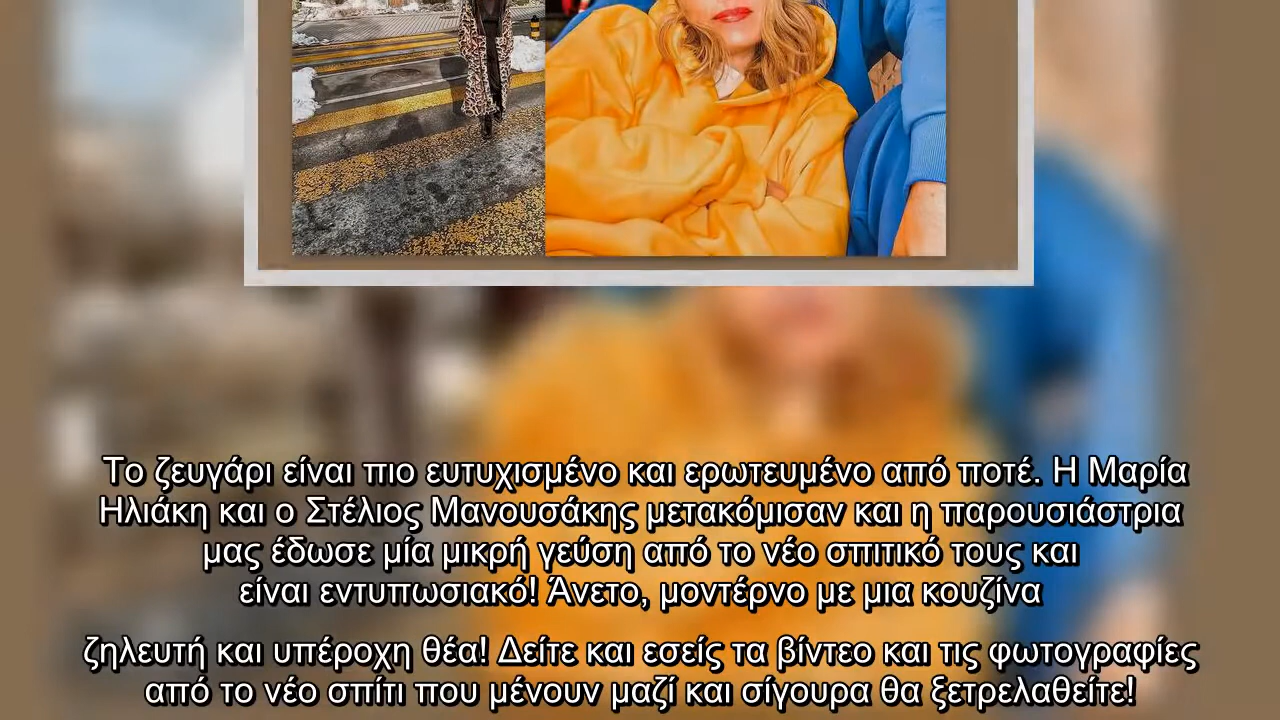 Το ζευγάρι είναι πιο ευτυχισμένο και ερωτευμένο από ποτέ. Η Μαρία
Ηλιάκη και ο Στέλιος Μανουσάκης μετακόμισαν και η παρουσιάστρια
μας έδωσε μία μικρή γεύση από το νέο σπιτικό τους και
είναι εντυπωσιακό! Άνετο, μοντέρνο με μια κουζίνα
ζηλευτή και υπέροχη θέα! Δείτε και εσείς τα βίντεο και τις φωτογραφίες
από το νέο σπίτι που μένουν μαζί και σίγουρα θα ξετρελαθείτε!